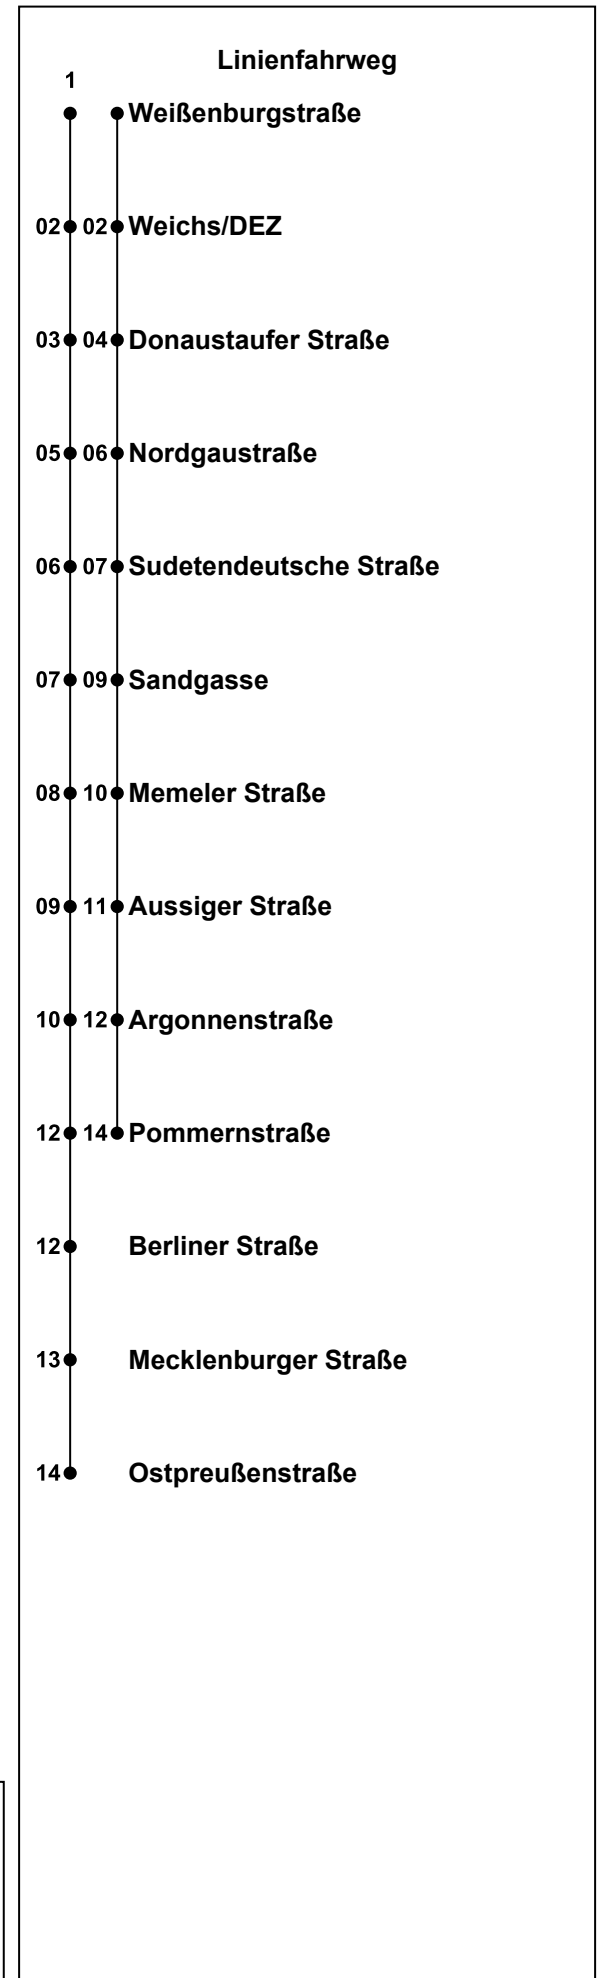 Linienfahrweg
1
Weißenburgstraße
02 02 Weichs/DEZ
03 04 Donaustaufer Straße
05 06 Nordgaustraße
06 07 Sudetendeutsche Straße
07 09 Sandgasse
08 10 Memeler Straße
09 11 Aussiger Straße
10 12 Argonnenstraße
12 14 Pommernstraße
12 Berliner Straße
13 Mecklenburger Straße
14 Ostpreußenstraße